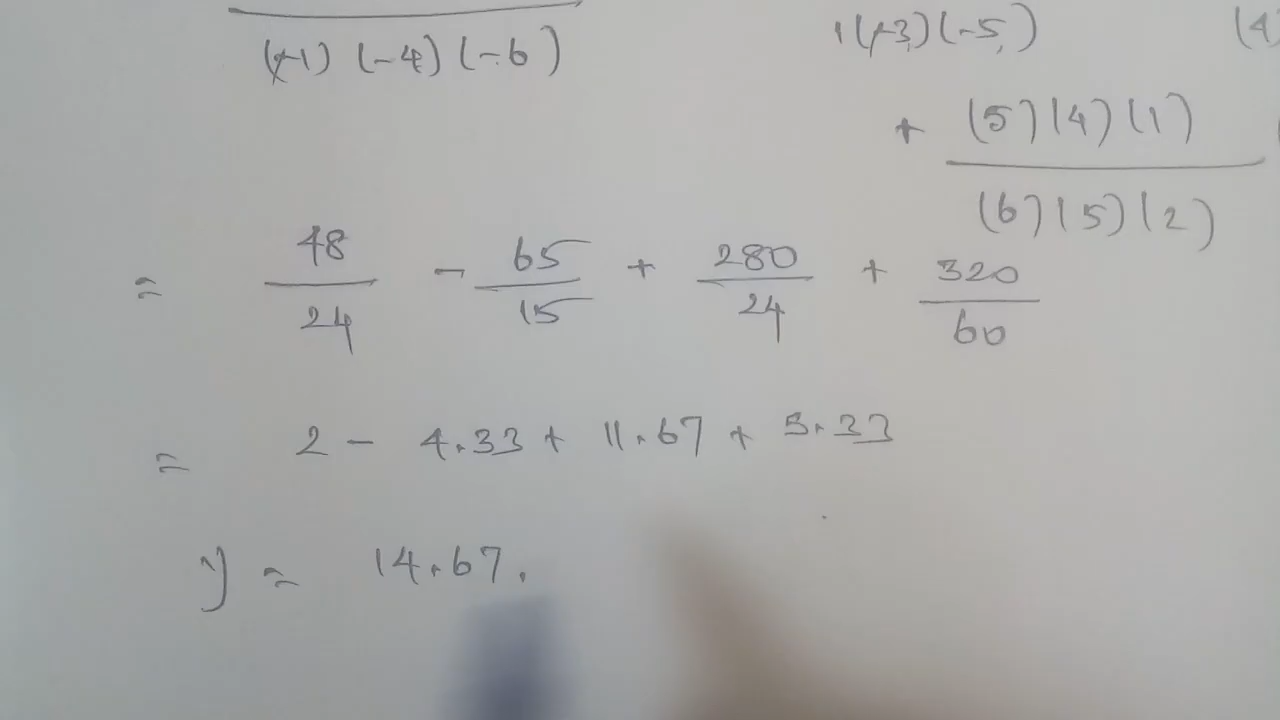 (-1) (-4) (-6) 1(-3)(-5) (4)
+ (5)(4)(1)
(6)(5)(2)
= 48/24 - 65/15 + 280/24 + 320/60
= 2 - 4.33 + 11.67 + 5.33
y = 14.67.